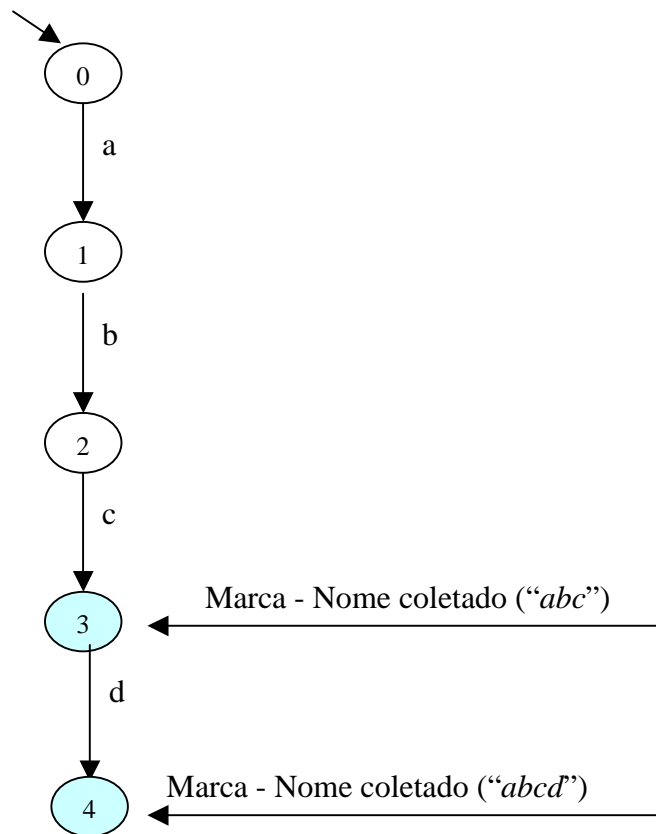 0
a
1
b
2
c
Marca - Nome coletado (“abc”)
3
d
Marca - Nome coletado (“abcd”)
4